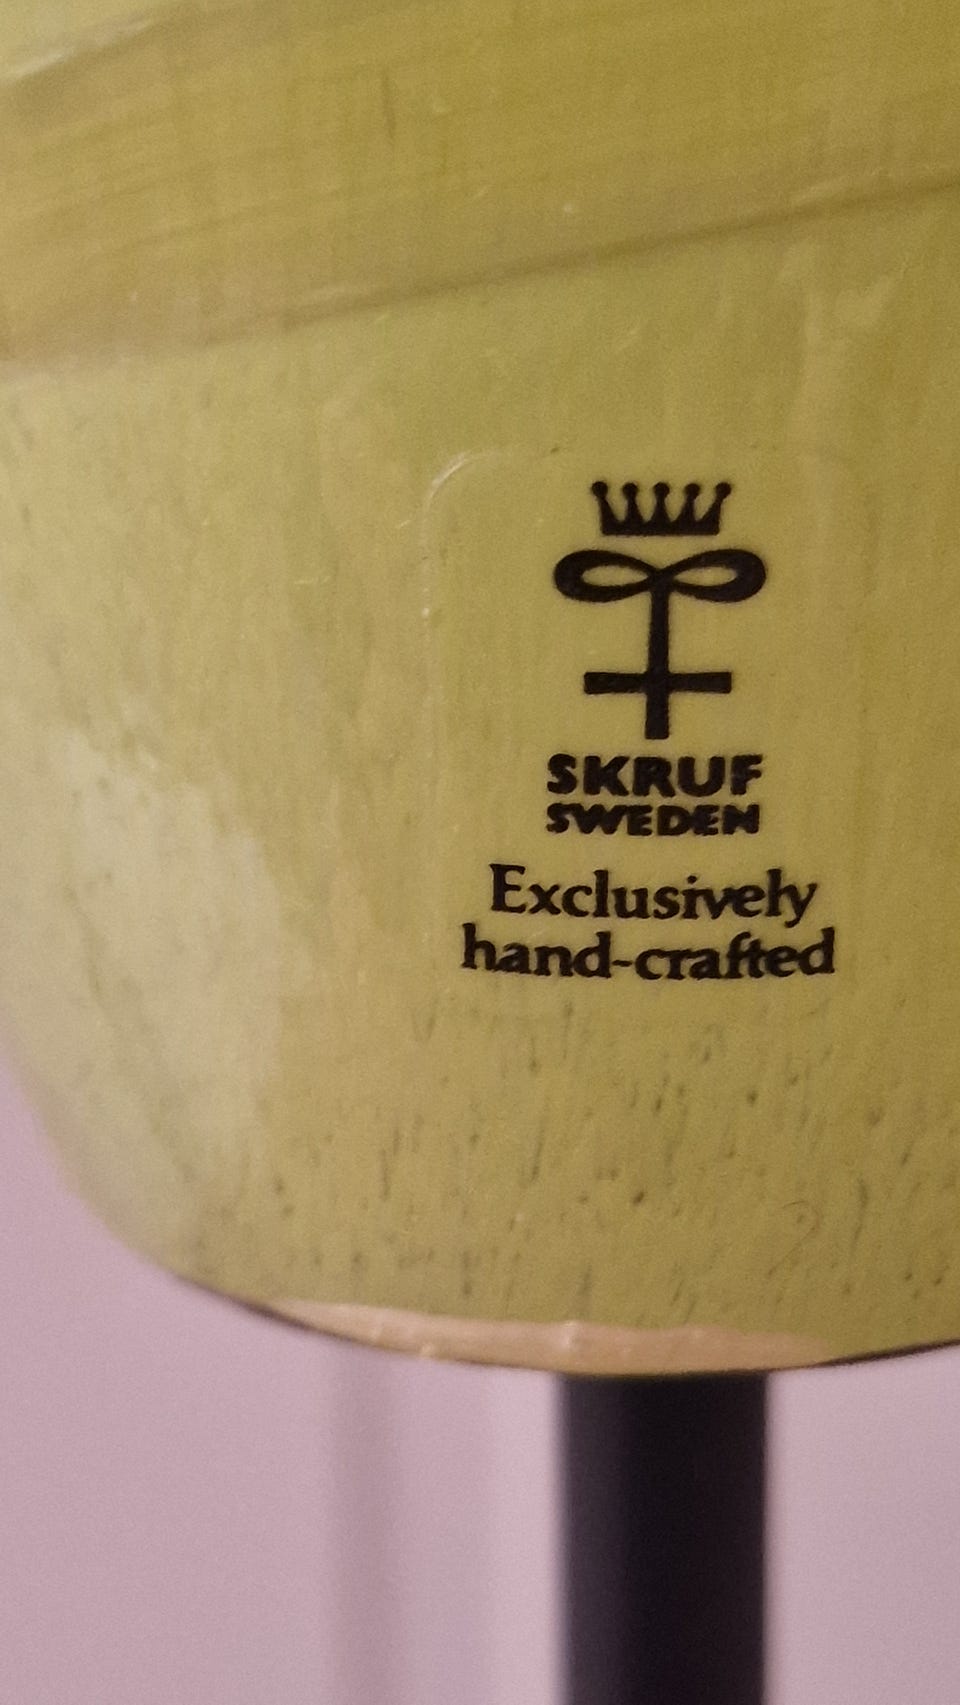 SKRUF
SWEDEN
Exclusively
hand-crafted